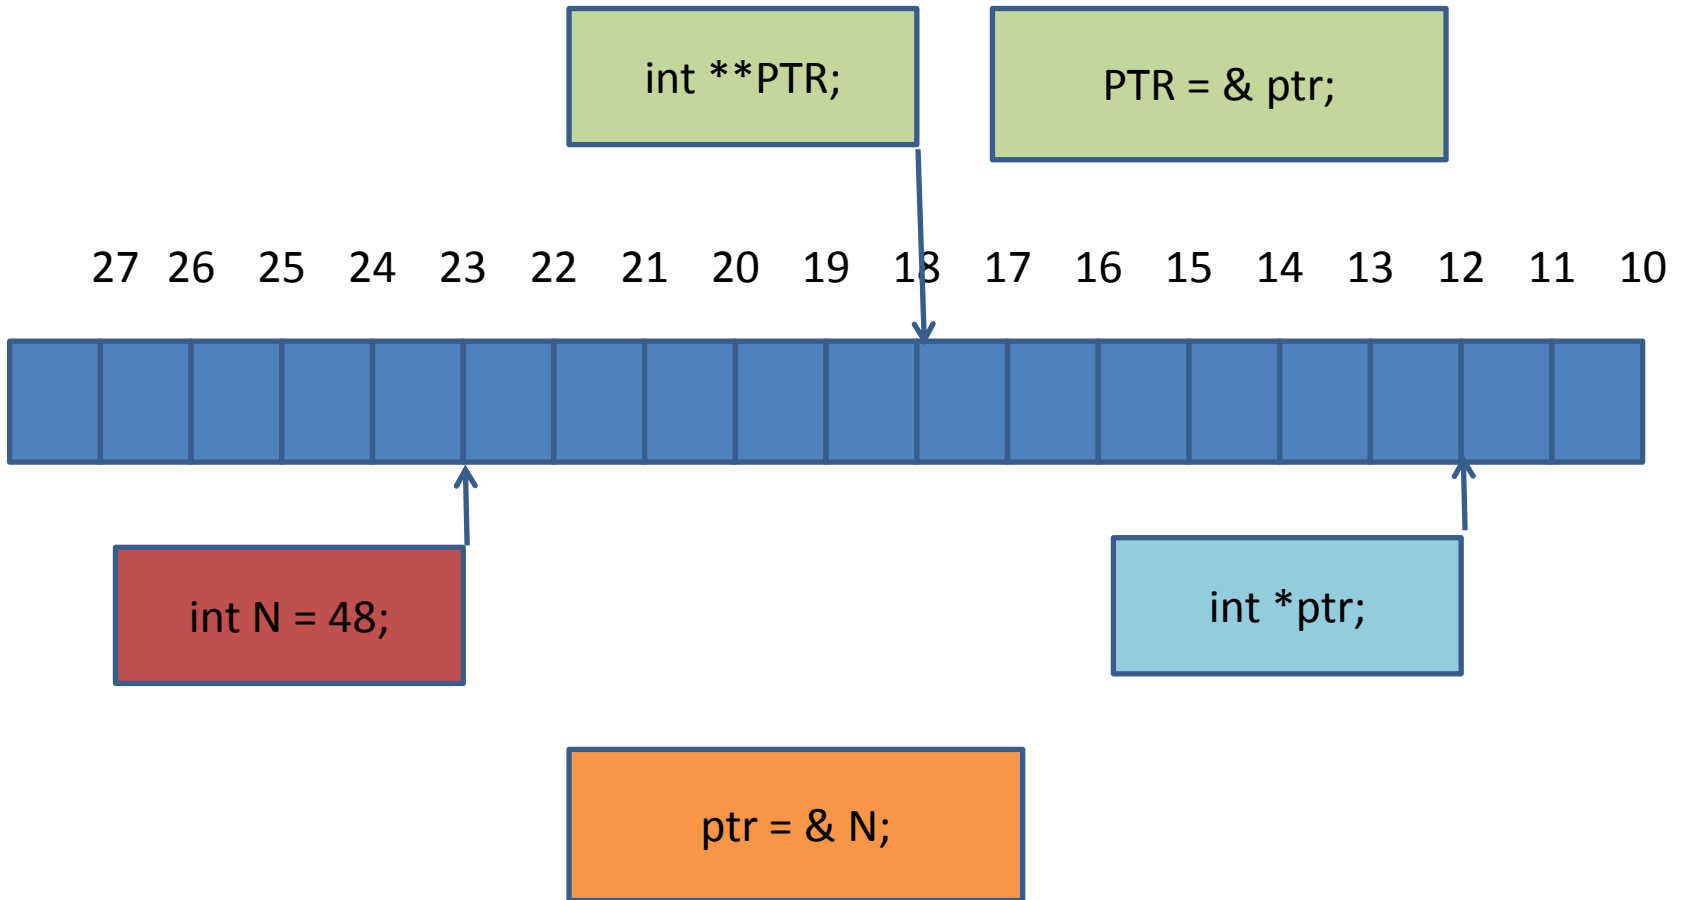 int **PTR;
PTR = & ptr;
27 26 25 24 23 22 21 20 19 18 17 16 15 14 13 12 11 10
int N = 48;
int *ptr;
ptr = & N;